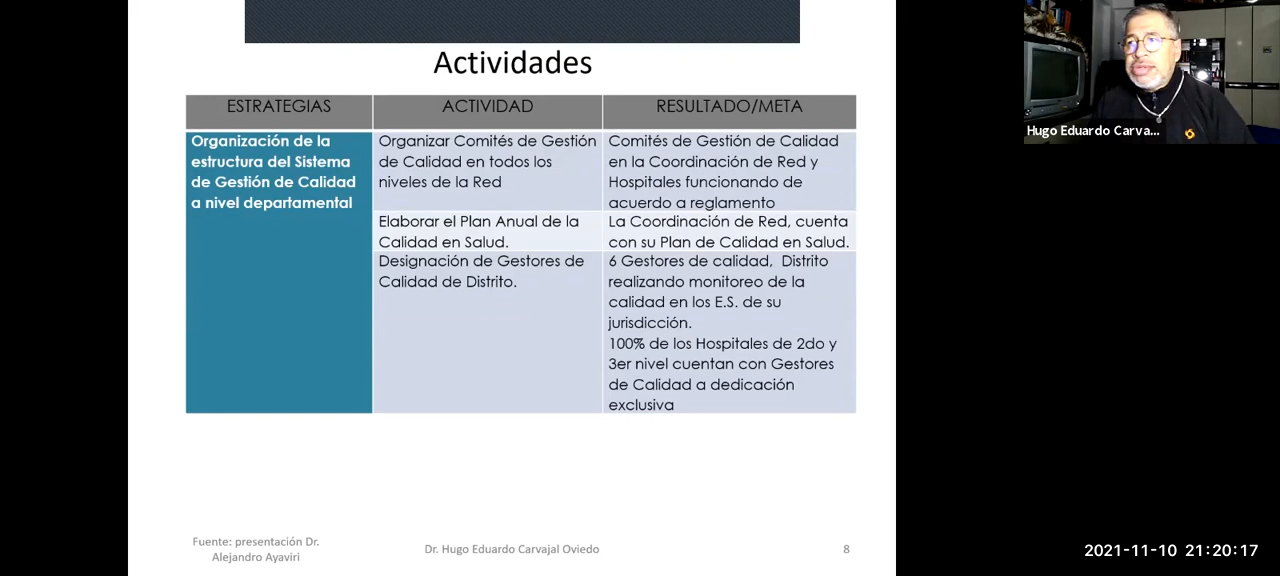 Actividades
ESTRATEGIAS ACTIVIDAD RESULTADO/META
Organización de la
estructura del Sistema
de Gestión de Calidad
a nivel departamental
Organizar Comités de Gestión
de Calidad en todos los
niveles de la Red
Comités de Gestión de Calidad
en la Coordinación de Red y
Hospitales funcionando de
acuerdo a reglamento
Elaborar el Plan Anual de la
Calidad en Salud.
La Coordinación de Red, cuenta
con su Plan de Calidad en Salud.
Designación de Gestores de
Calidad de Distrito.
6 Gestores de calidad, Distrito
realizando monitoreo de la
calidad en los E.S. de su
jurisdicción.
100% de los Hospitales de 2do y
3er nivel cuentan con Gestores
de Calidad a dedicación
exclusiva
Fuente: presentación Dr.
Alejandro Ayaviri
Dr. Hugo Eduardo Carvajal Oviedo
8
Hugo Eduardo Carva...
2021-11-10 21:20:17